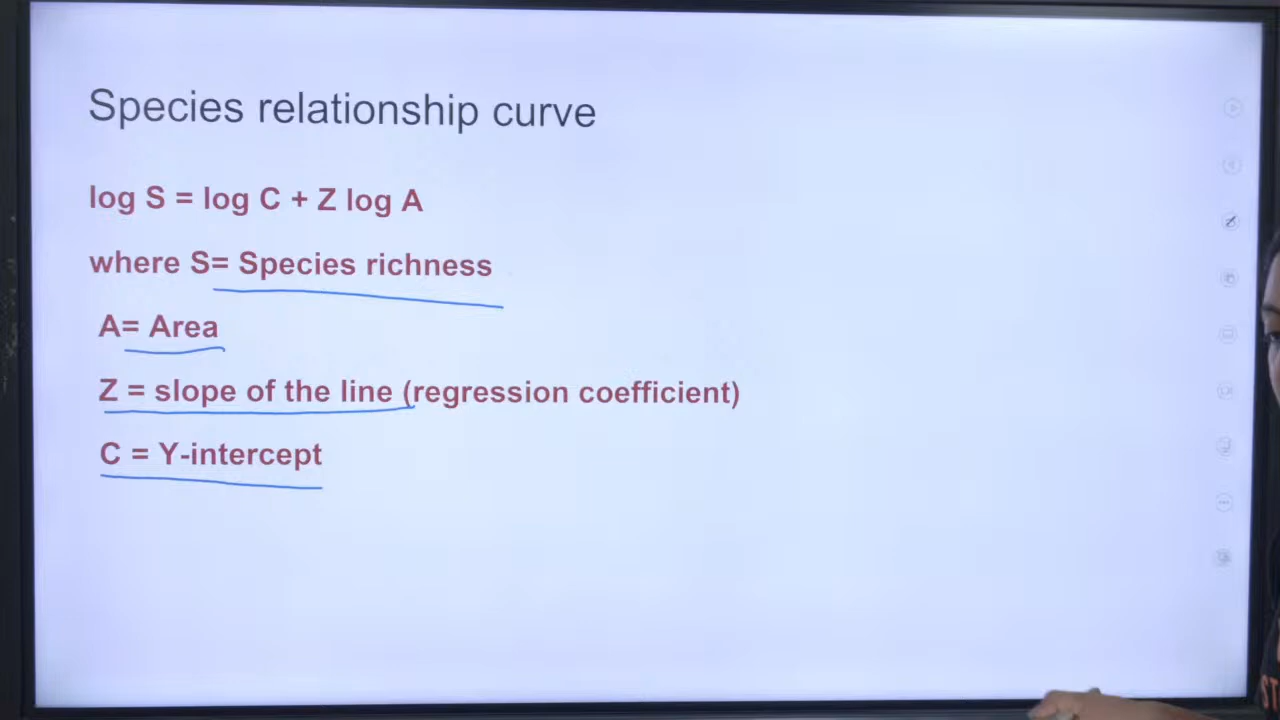 Species relationship curve
log S = log C + Z log A
where S= Species richness
A= Area
Z = slope of the line (regression coefficient)
C = Y-intercept